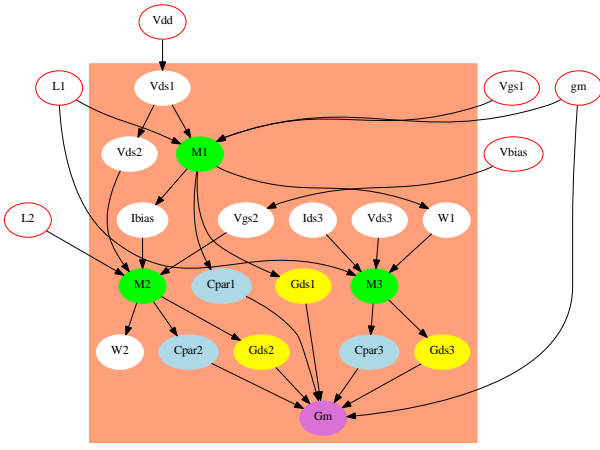 Vdd
L1
Vds1
Vgs1
gm
Vds2
M1
Vbias
L2
Ibias
Vgs2
Ids3
Vds3
W1
M2
Cpar1
Gds1
M3
W2
Cpar2
Gds2
Cpar3
Gds3
Gm